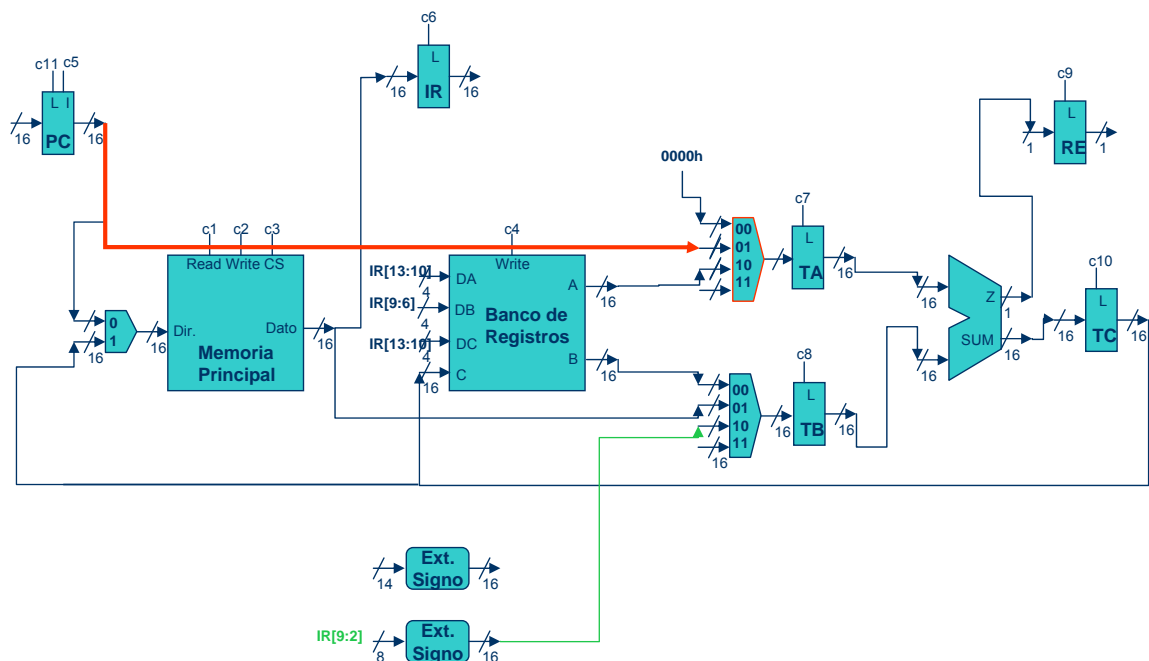 c6
c11 c5
L
IR
16 16
c9
L I
PC
16 16
L
RE
1 1
0000h
c7
c1 c2 c3
c4
Read Write CS
Write
IR[13:10]
DA
4
IR[9:6]
DB
4
IR[13:10]
DC
4
C
16
A
16
Banco de
Registros
B
16
00
01
10
11
16
L
TA
16
16
Z
1
SUM
16
16
c10
L
TC
16
16
0
1
16
16
16
Dir.
Dato
16
Memoria
Principal
c8
00
01
10
11
16
16
L
TB
16
16
Ext.
Signo
14 16
IR[9:2]
Ext.
Signo
8 16